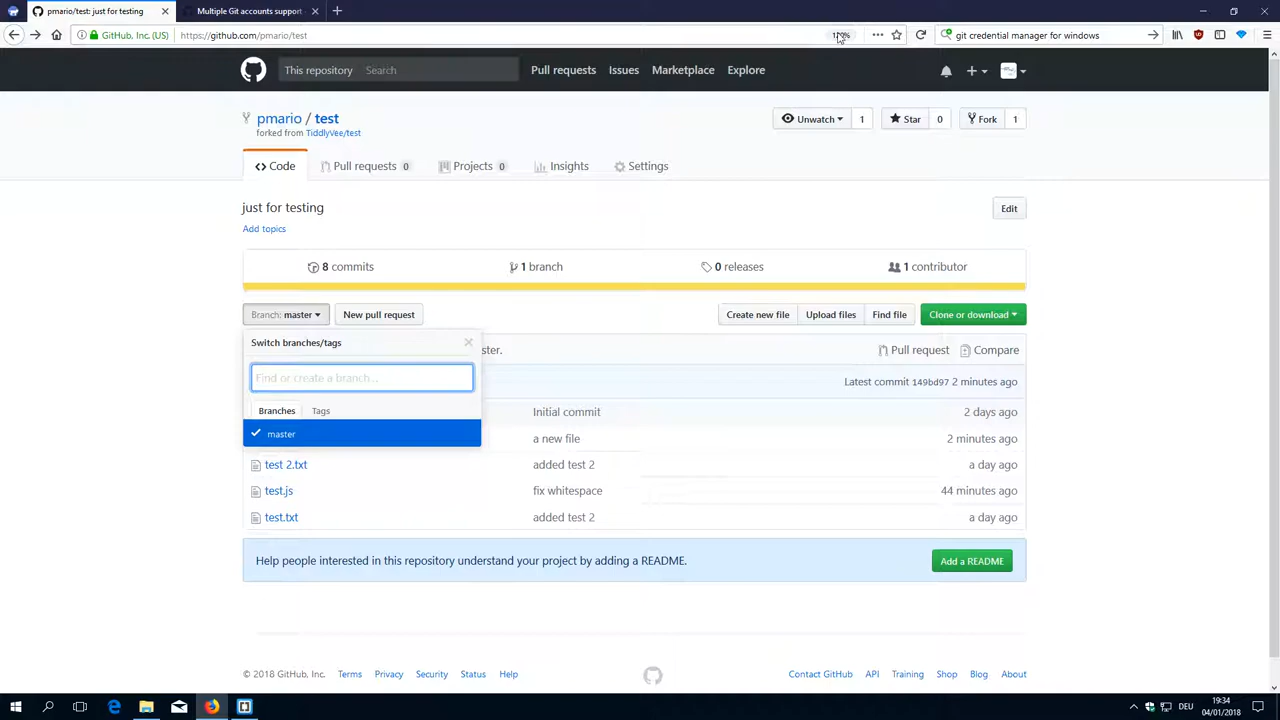 pmario/test: just for testing
Multiple Git accounts support
GitHub, Inc. (US)
https://github.com/pmario/test
git credential manager for windows
This repository
Search
Pull requests
Issues
Marketplace
Explore
pmario / test
forked from TiddlyVee/test
Unwatch
1
Star
0
Fork
1
Code
Pull requests 0
Projects 0
Insights
Settings
just for testing
Edit
Add topics
8 commits
1 branch
0 releases
1 contributor
Branch: master
New pull request
Create new file
Upload files
Find file
Clone or download
Switch branches/tags
ster.
Pull request
Compare
Find or create a branch...
Latest commit 149bd97 2 minutes ago
Branches
Tags
Initial commit
2 days ago
master
a new file
2 minutes ago
test 2.txt
added test 2
a day ago
test.js
fix whitespace
44 minutes ago
test.txt
added test 2
a day ago
Help people interested in this repository understand your project by adding a README.
Add a README
© 2018 GitHub, Inc.
Terms
Privacy
Security
Status
Help
Contact GitHub
API
Training
Shop
Blog
About
DEU
19:34
04/01/2018